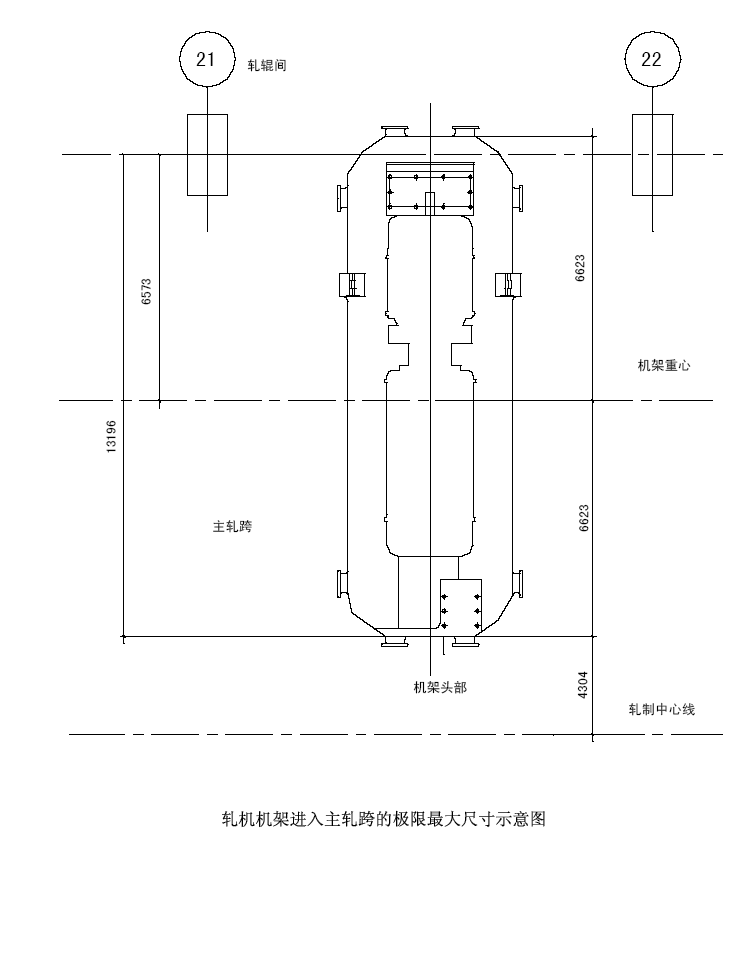 21
轧辊间
22
6573
6623
机架重心
13196
主轧跨
6623
机架头部
4304
轧制中心线
轧机机架进入主轧跨的极限最大尺寸示意图